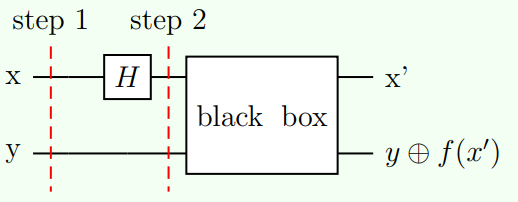 step 1 step 2
x H x'
black box
y y ⊕ f(x′)